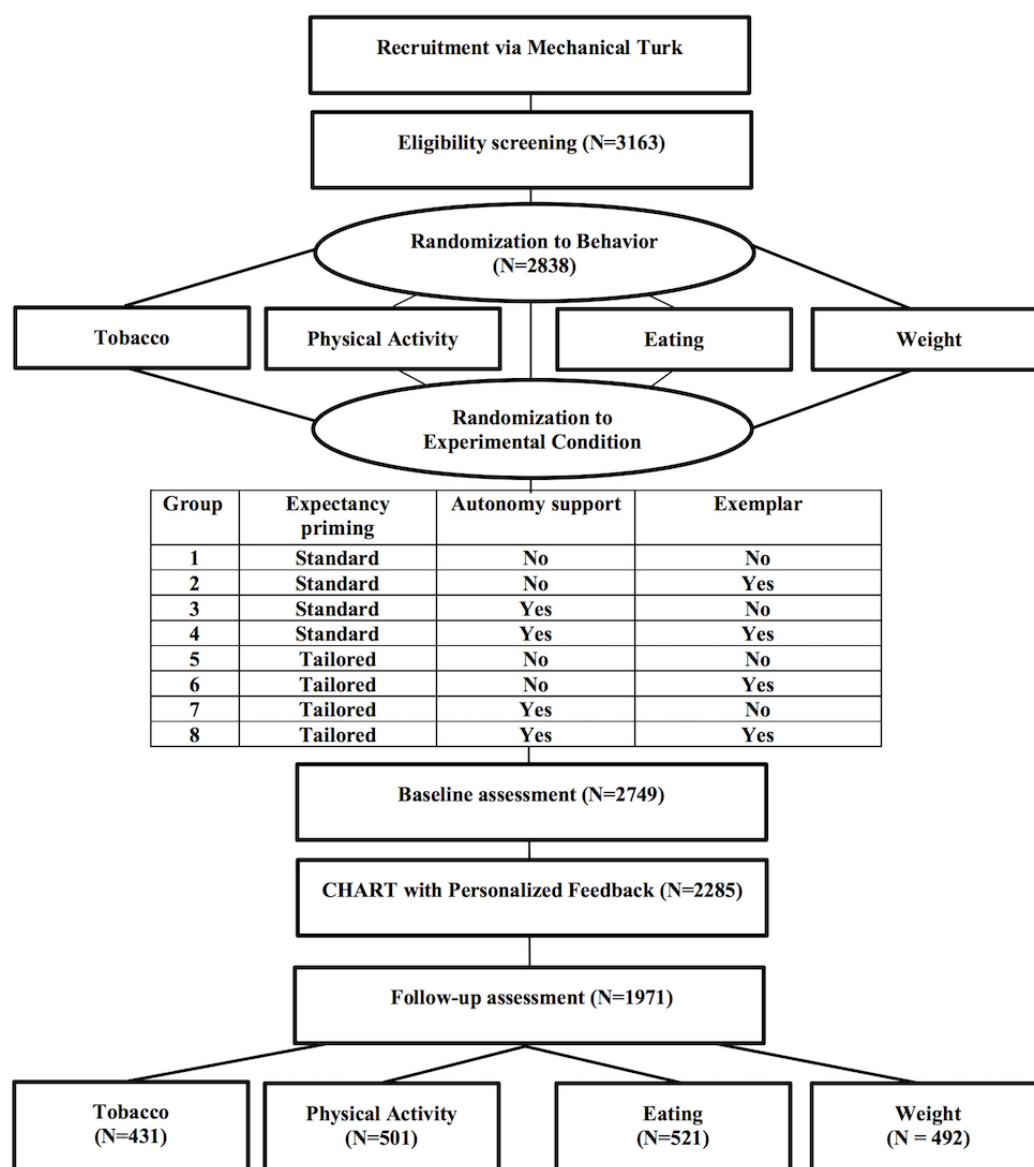 Recruitment via Mechanical Turk
Eligibility screening (N=3163)
Randomization to Behavior
(N=2838)
Tobacco
Physical Activity
Eating
Weight
Randomization to
Experimental Condition
Group Expectancy priming Autonomy support Exemplar
1 Standard No No
2 Standard No Yes
3 Standard Yes No
4 Standard Yes Yes
5 Tailored No No
6 Tailored No Yes
7 Tailored Yes No
8 Tailored Yes Yes
Baseline assessment (N=2749)
CHART with Personalized Feedback (N=2285)
Follow-up assessment (N=1971)
Tobacco
(N=431)
Physical Activity
(N=501)
Eating
(N=521)
Weight
(N = 492)